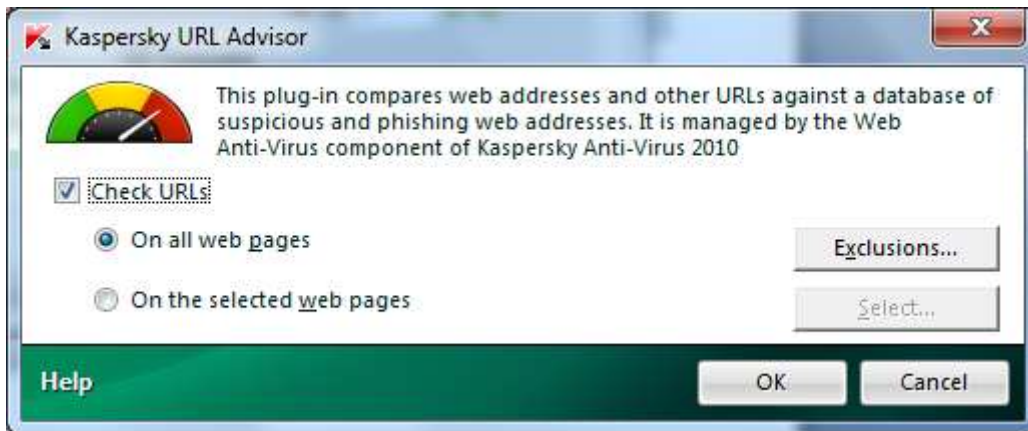 Kaspersky URL Advisor
This plug-in compares web addresses and other URLs against a database of
suspicious and phishing web addresses. It is managed by the Web
Anti-Virus component of Kaspersky Anti-Virus 2010
Check URLs
On all web pages
Exclusions...
On the selected web pages
Select...
Help
OK
Cancel